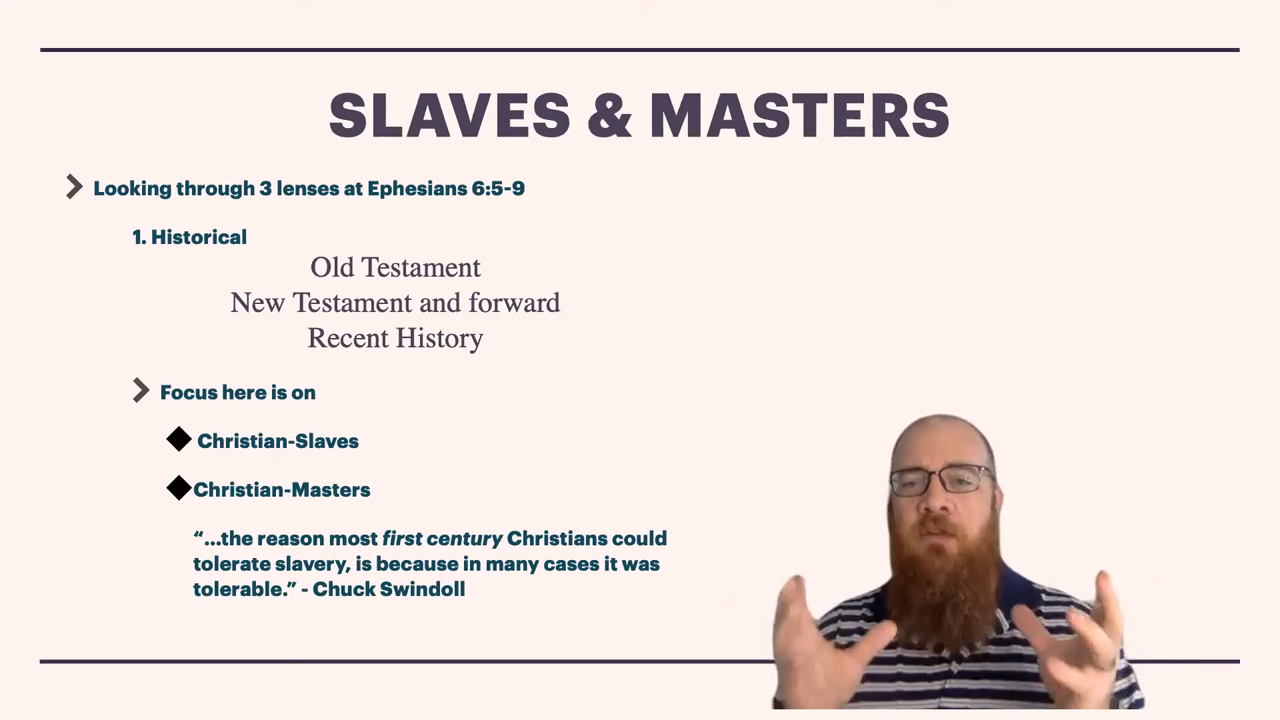 SLAVES & MASTERS
Looking through 3 lenses at Ephesians 6:5-9
1. Historical
Old Testament
New Testament and forward
Recent History
Focus here is on
Christian-Slaves
Christian-Masters
“...the reason most first century Christians could
tolerate slavery, is because in many cases it was
tolerable.” - Chuck Swindoll